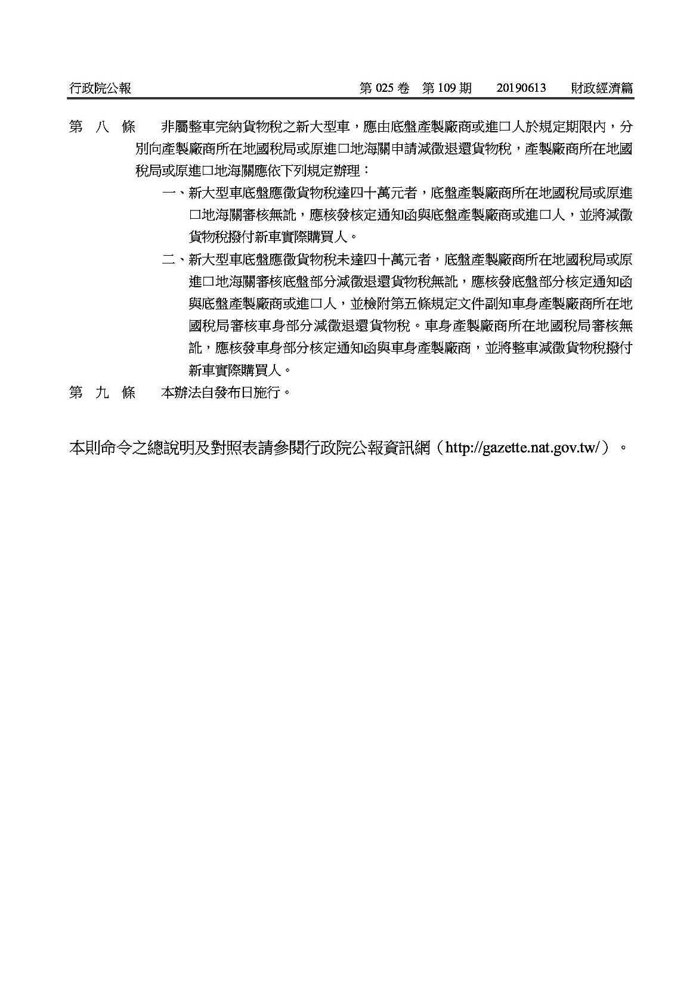 行政院公報 第 025 卷 第 109 期 20190613 財政經濟篇
第 八 條 非屬整車完納貨物稅之新大型車，應由底盤產製廠商或進口人於規定期限內，分
別向產製廠商所在地國稅局或原進口地海關申請減徵退還貨物稅，產製廠商所在地國
稅局或原進口地海關應依下列規定辦理：
一、新大型車底盤應徵貨物稅達四十萬元者，底盤產製廠商所在地國稅局或原進
口地海關審核無訛，應核發核定通知函與底盤產製廠商或進口人，並將減徵
貨物稅撥付新車實際購買人。
二、新大型車底盤應徵貨物稅未達四十萬元者，底盤產製廠商所在地國稅局或原
進口地海關審核底盤部分減徵退還貨物稅無訛，應核發底盤部分核定通知函
與底盤產製廠商或進口人，並檢附第五條規定文件副知車身產製廠商所在地
國稅局審核車身部分減徵退還貨物稅。車身產製廠商所在地國稅局審核無
訛，應核發車身部分核定通知函與車身產製廠商，並將整車減徵貨物稅撥付
新車實際購買人。
第 九 條 本辦法自發布日施行。
本則命令之總說明及對照表請參閱行政院公報資訊網（http://gazette.nat.gov.tw/）。